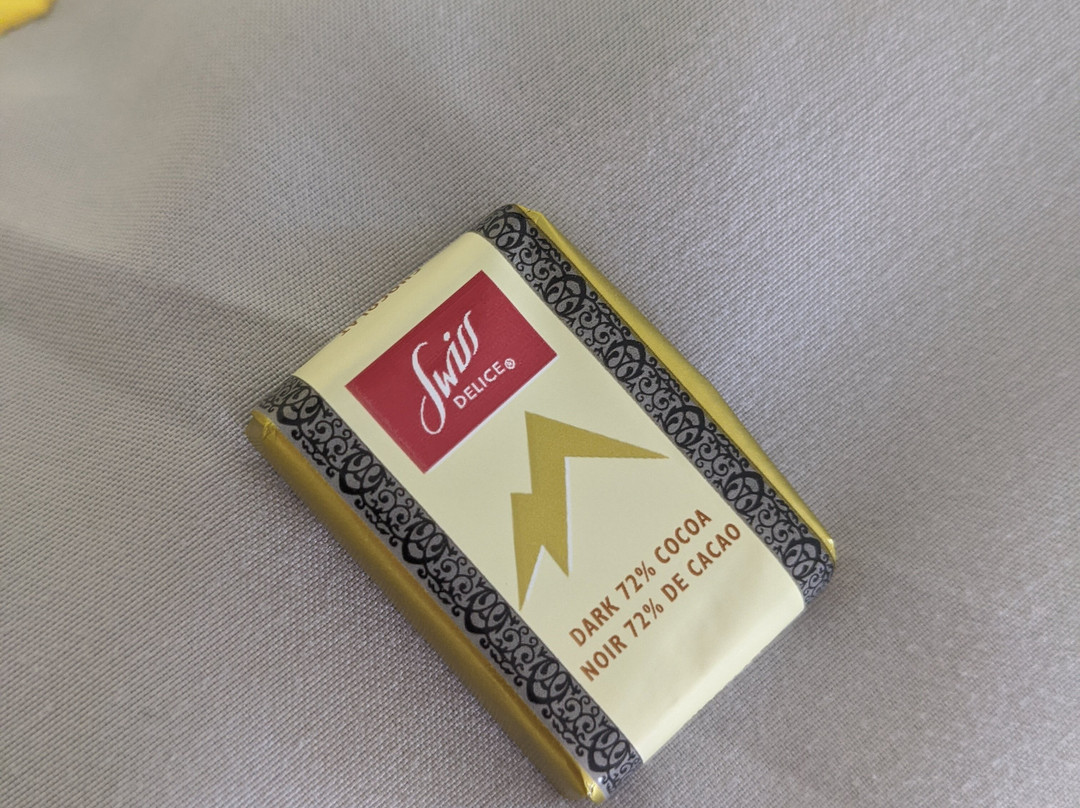 Swiss
DELICE®
DARK 72% COCOA
NOIR 72% DE CACAO